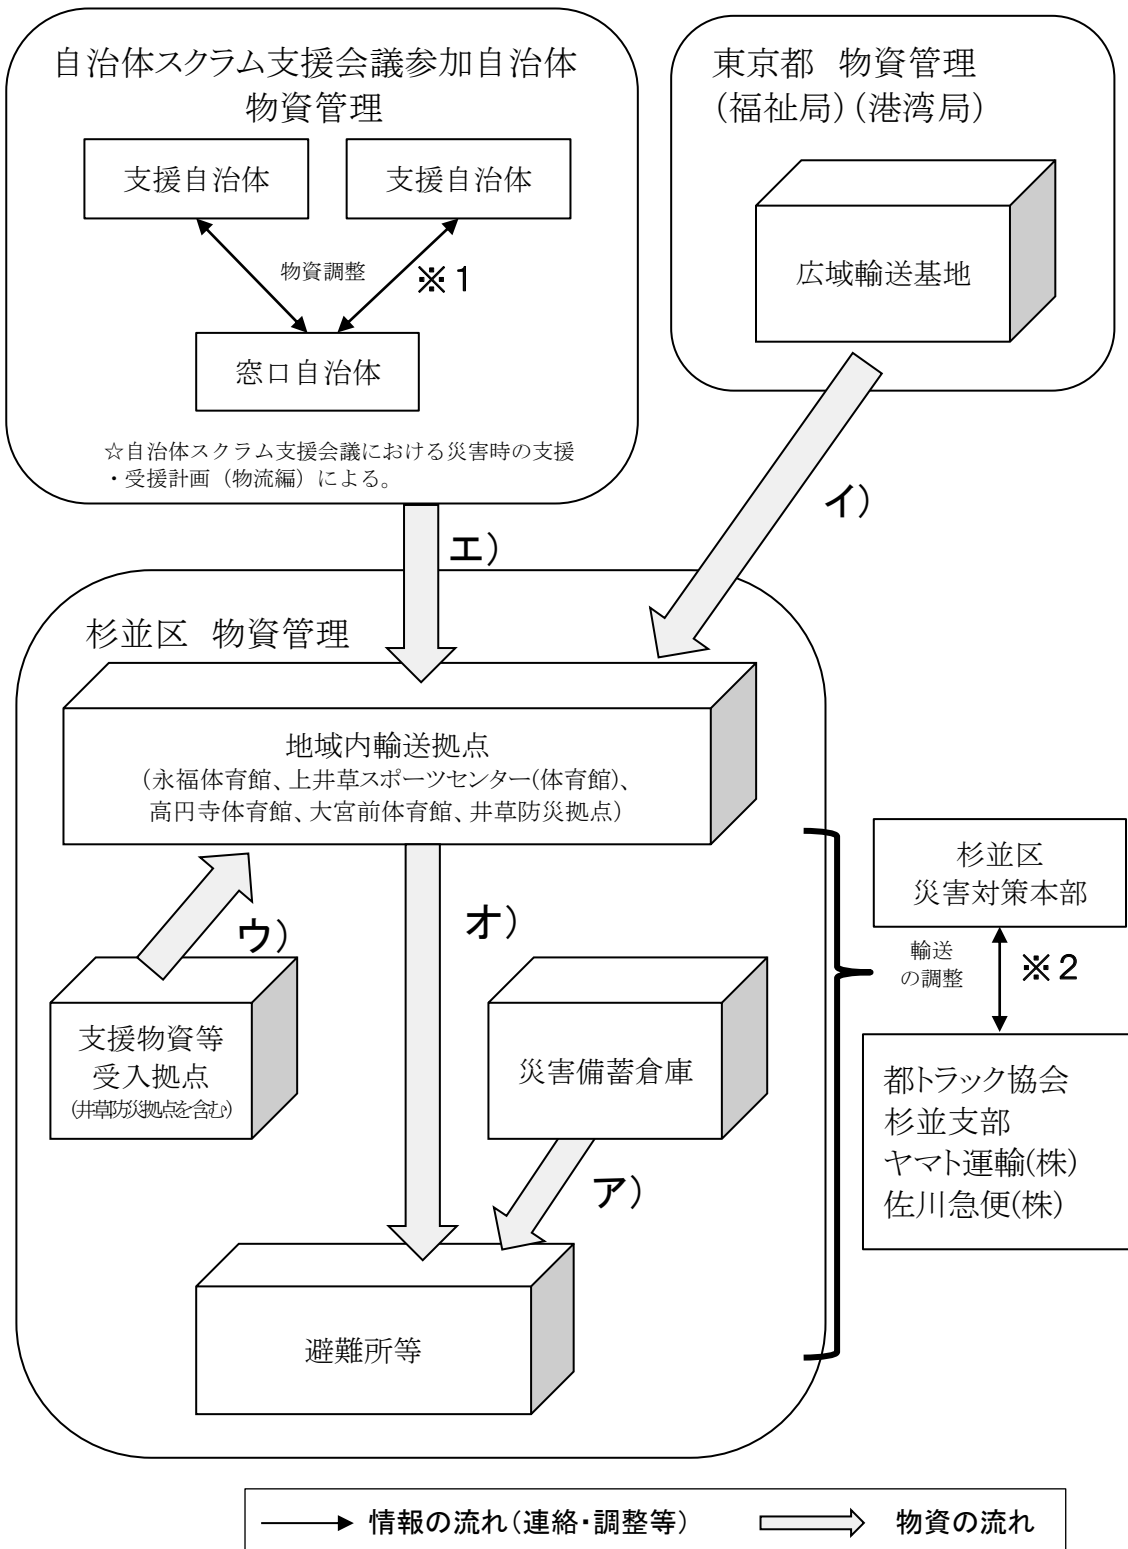 自治体スクラム支援会議参加自治体
物資管理
支援自治体
支援自治体
物資調整
※1
窓口自治体
☆自治体スクラム支援会議における災害時の支援
・受援計画（物流編）による。
東京都 物資管理
(福祉局)(港湾局)
広域輸送基地
イ)
エ)
杉並区 物資管理
地域内輸送拠点
(永福体育館、上井草スポーツセンター(体育館)、
高円寺体育館、大宮前体育館、井草防災拠点)
ウ)
オ)
支援物資等
受入拠点
(井草防災拠点を含む)
災害備蓄倉庫
ア)
避難所等
杉並区
災害対策本部
輸送
の調整
※2
都トラック協会
杉並支部
ヤマト運輸(株)
佐川急便(株)
情報の流れ(連絡・調整等)
物資の流れ